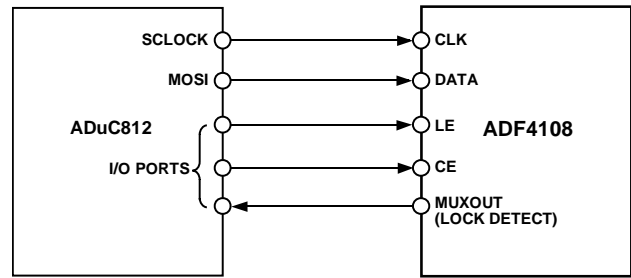 SCLOCK
MOSI
ADuC812
I/O PORTS
CLK
DATA
LE
ADF4108
CE
MUXOUT
(LOCK DETECT)